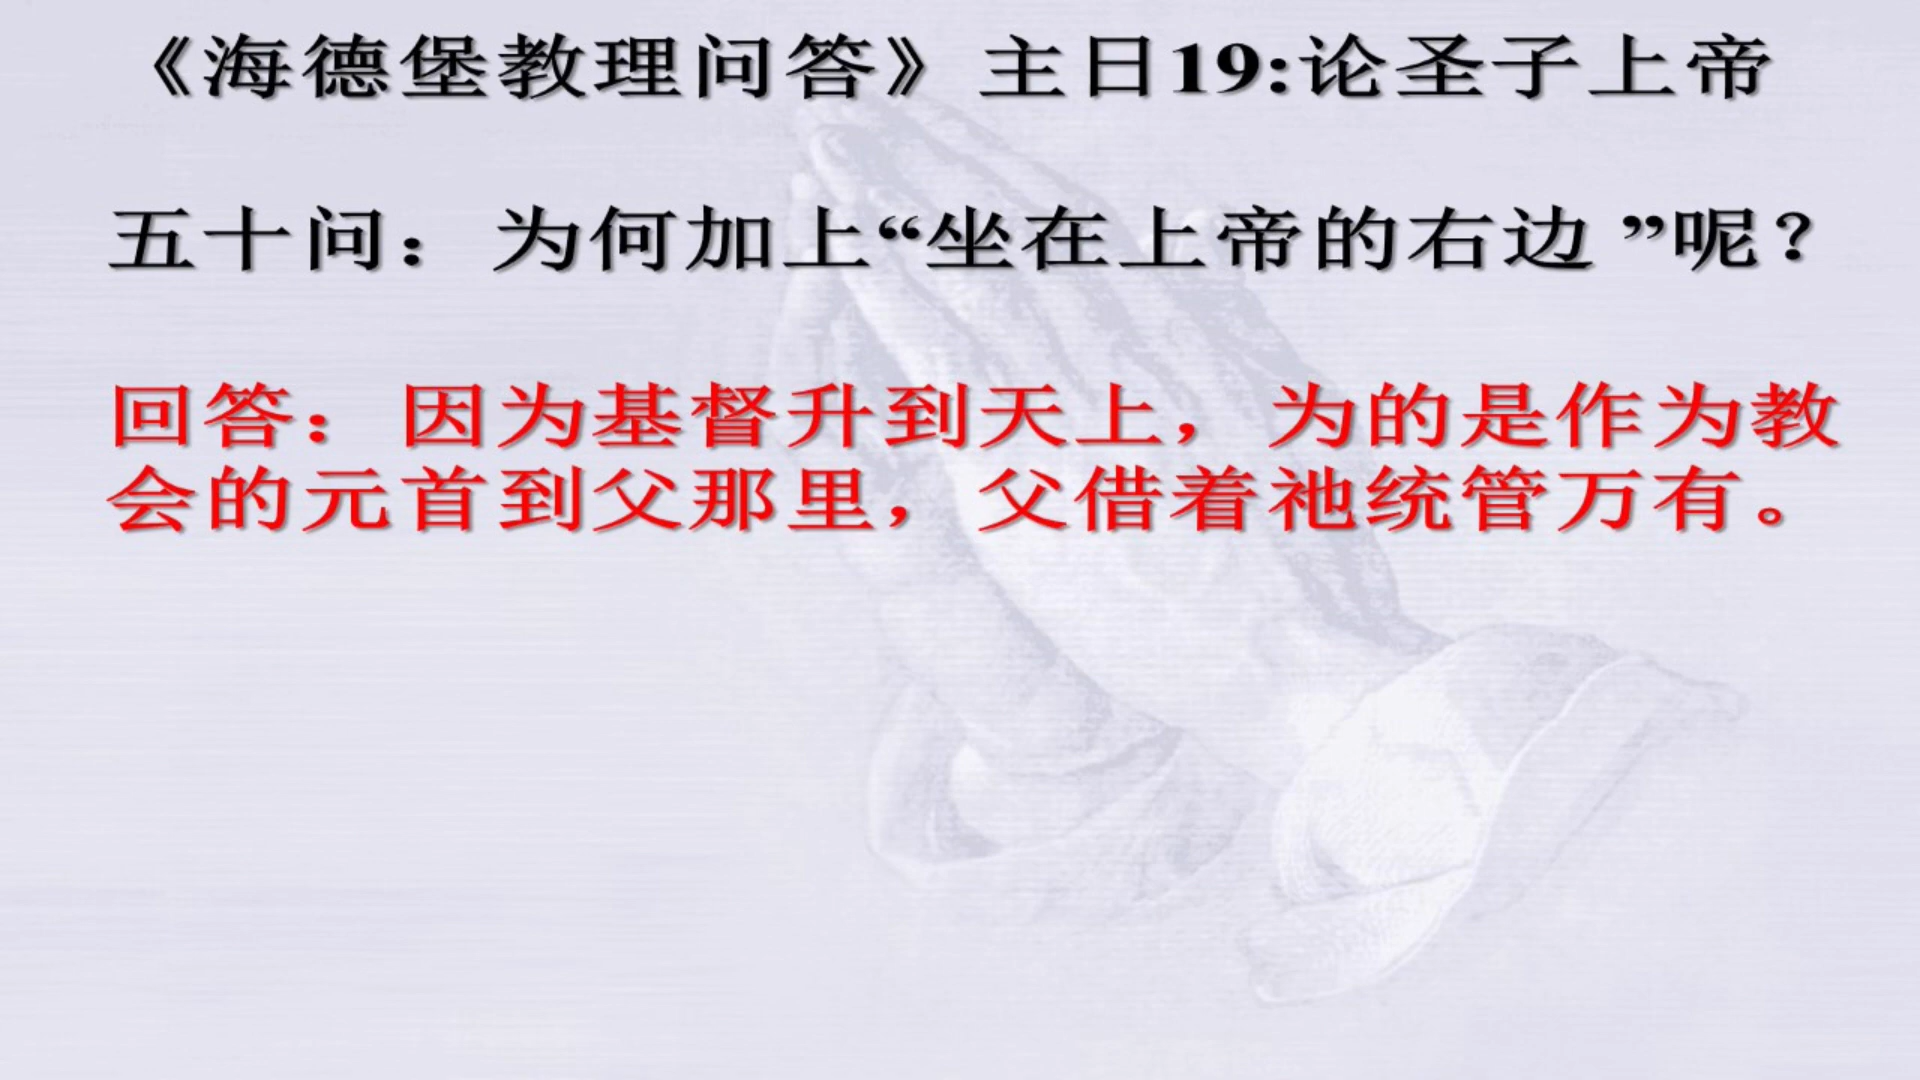 《海德堡教理问答》主日19:论圣子上帝
五十问：为何加上“坐在上帝的右边 ”呢？
回答：因为基督升到天上，为的是作为教
会的元首到父那里，父借着祂统管万有。